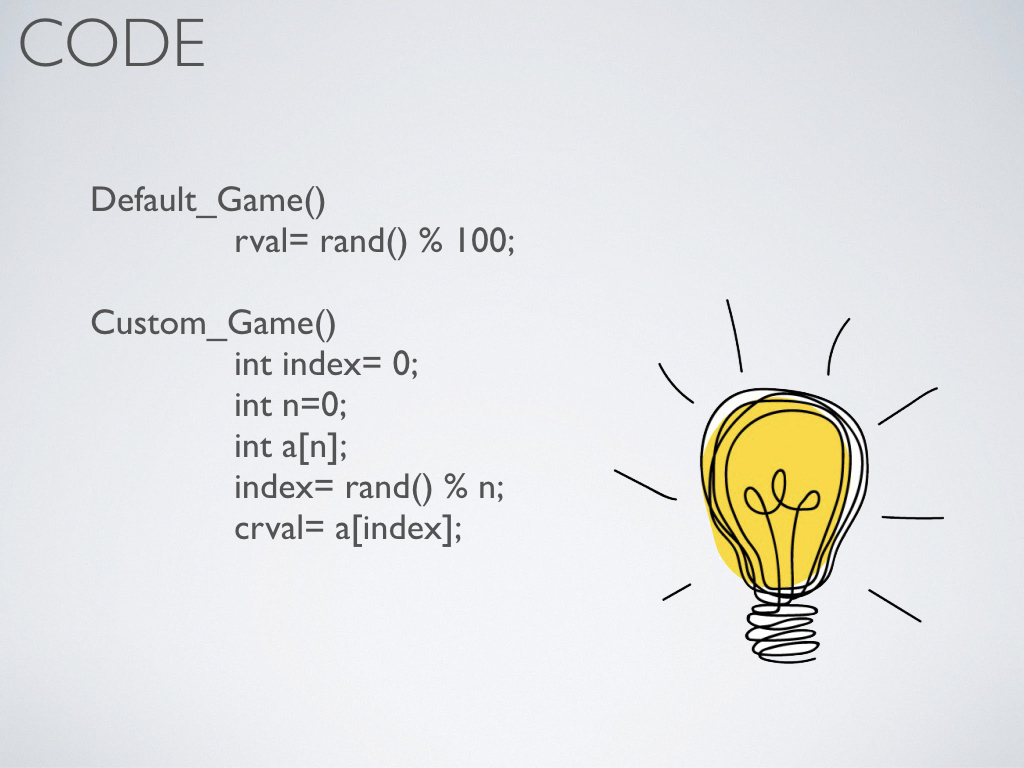 CODE
Default_Game()
rval= rand() % 100;
Custom_Game()
int index= 0;
int n=0;
int a[n];
index= rand() % n;
crval= a[index];